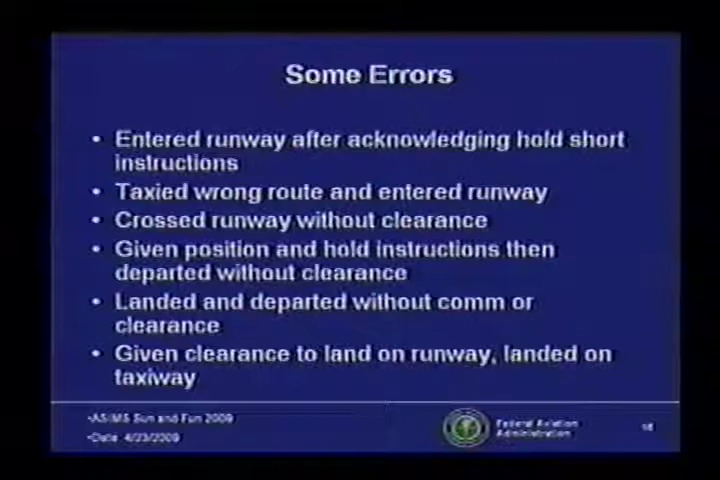 Some Errors
• Entered runway after acknowledging hold short
instructions
• Taxied wrong route and entered runway
• Crossed runway without clearance
• Given position and hold instructions then
departed without clearance
• Landed and departed without comm or
clearance
• Given clearance to land on runway, landed on
taxiway
Sun and Fun 2009
•Date 4/23/2009
Federal Aviation
Administration